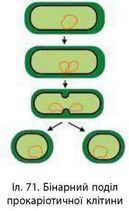 Іл. 71. Бінарний поділ
прокаріотичної клітини